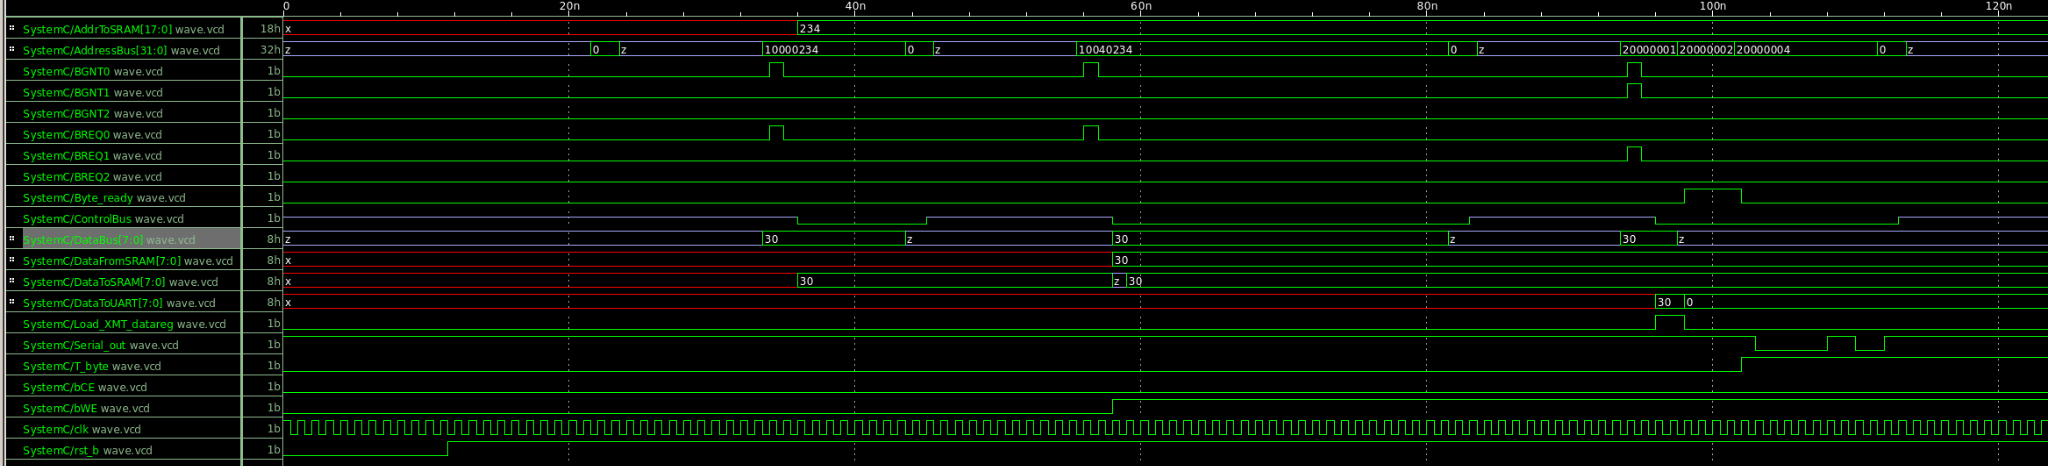 0 20n 40n 60n 80n 100n 120n
SystemC/AddrToSRAM[17:0] wave.vcd 18h x 234
SystemC/AddressBus[31:0] wave.vcd 32h z 0 z 10000234 0 z 10040234 0 z 20000001 20000002 20000004 0 z
SystemC/BGNT0 wave.vcd 1b
SystemC/BGNT1 wave.vcd 1b
SystemC/BGNT2 wave.vcd 1b
SystemC/BREQ0 wave.vcd 1b
SystemC/BREQ1 wave.vcd 1b
SystemC/BREQ2 wave.vcd 1b
SystemC/Byte_ready wave.vcd 1b
SystemC/ControlBus wave.vcd 1b
SystemC/DataBus[7:0] wave.vcd 8h z 30 z 30 z 30 z
SystemC/DataFromSRAM[7:0] wave.vcd 8h x 30
SystemC/DataToSRAM[7:0] wave.vcd 8h x 30 z 30
SystemC/DataToUART[7:0] wave.vcd 8h x 30 0
SystemC/Load_XMT_datareg wave.vcd 1b
SystemC/Serial_out wave.vcd 1b
SystemC/T_byte wave.vcd 1b
SystemC/bCE wave.vcd 1b
SystemC/bWE wave.vcd 1b
SystemC/clk wave.vcd 1b
SystemC/rst_b wave.vcd 1b